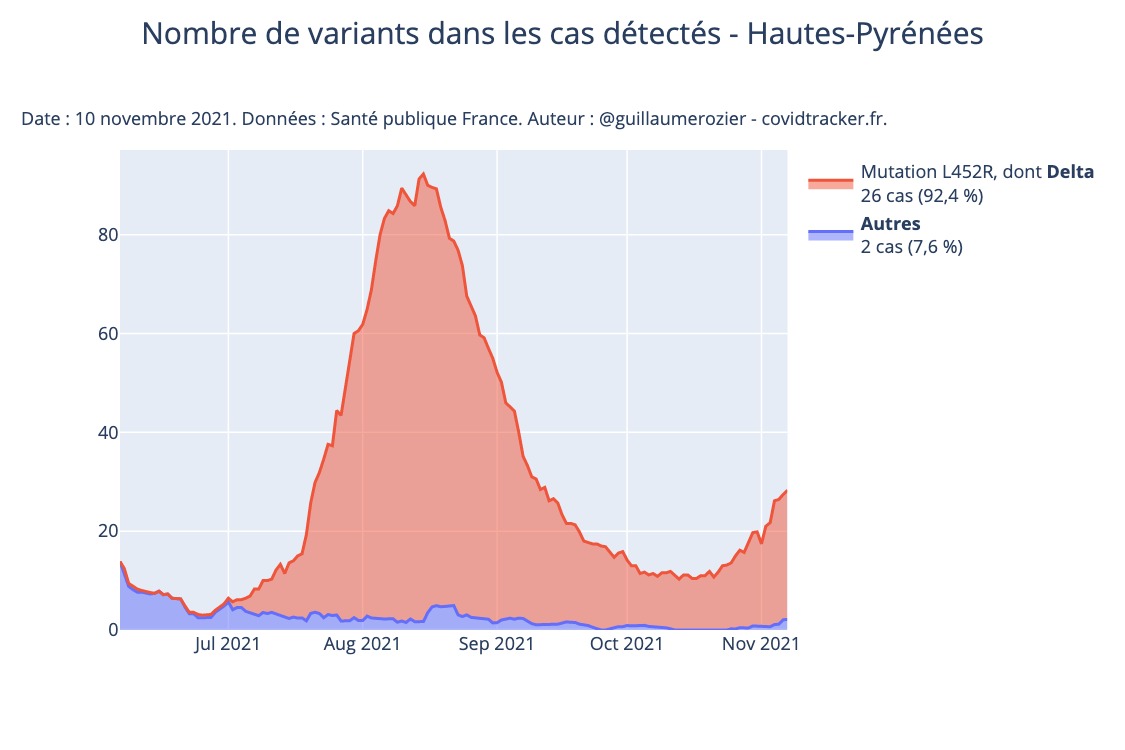 Nombre de variants dans les cas détectés - Hautes-Pyrénées
Date : 10 novembre 2021. Données : Santé publique France. Auteur : @guillaumerozier - covidtracker.fr.
Mutation L452R, dont Delta
26 cas (92,4 %)
Autres
2 cas (7,6 %)
80
60
40
20
0
Jul 2021
Aug 2021
Sep 2021
Oct 2021
Nov 2021